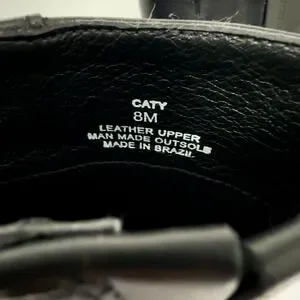 CATY
8M
LEATHER UPPER
MAN MADE OUTSOLE
MADE IN BRAZIL